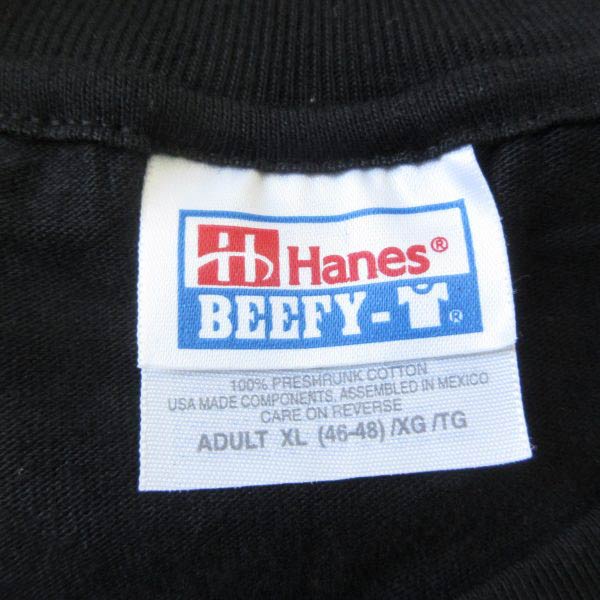 H Hanes®
BEEFY-®
100% PRESHRUNK COTTON
USA MADE COMPONENTS, ASSEMBLED IN MEXICO
CARE ON REVERSE
ADULT XL (46-48) /XG /TG